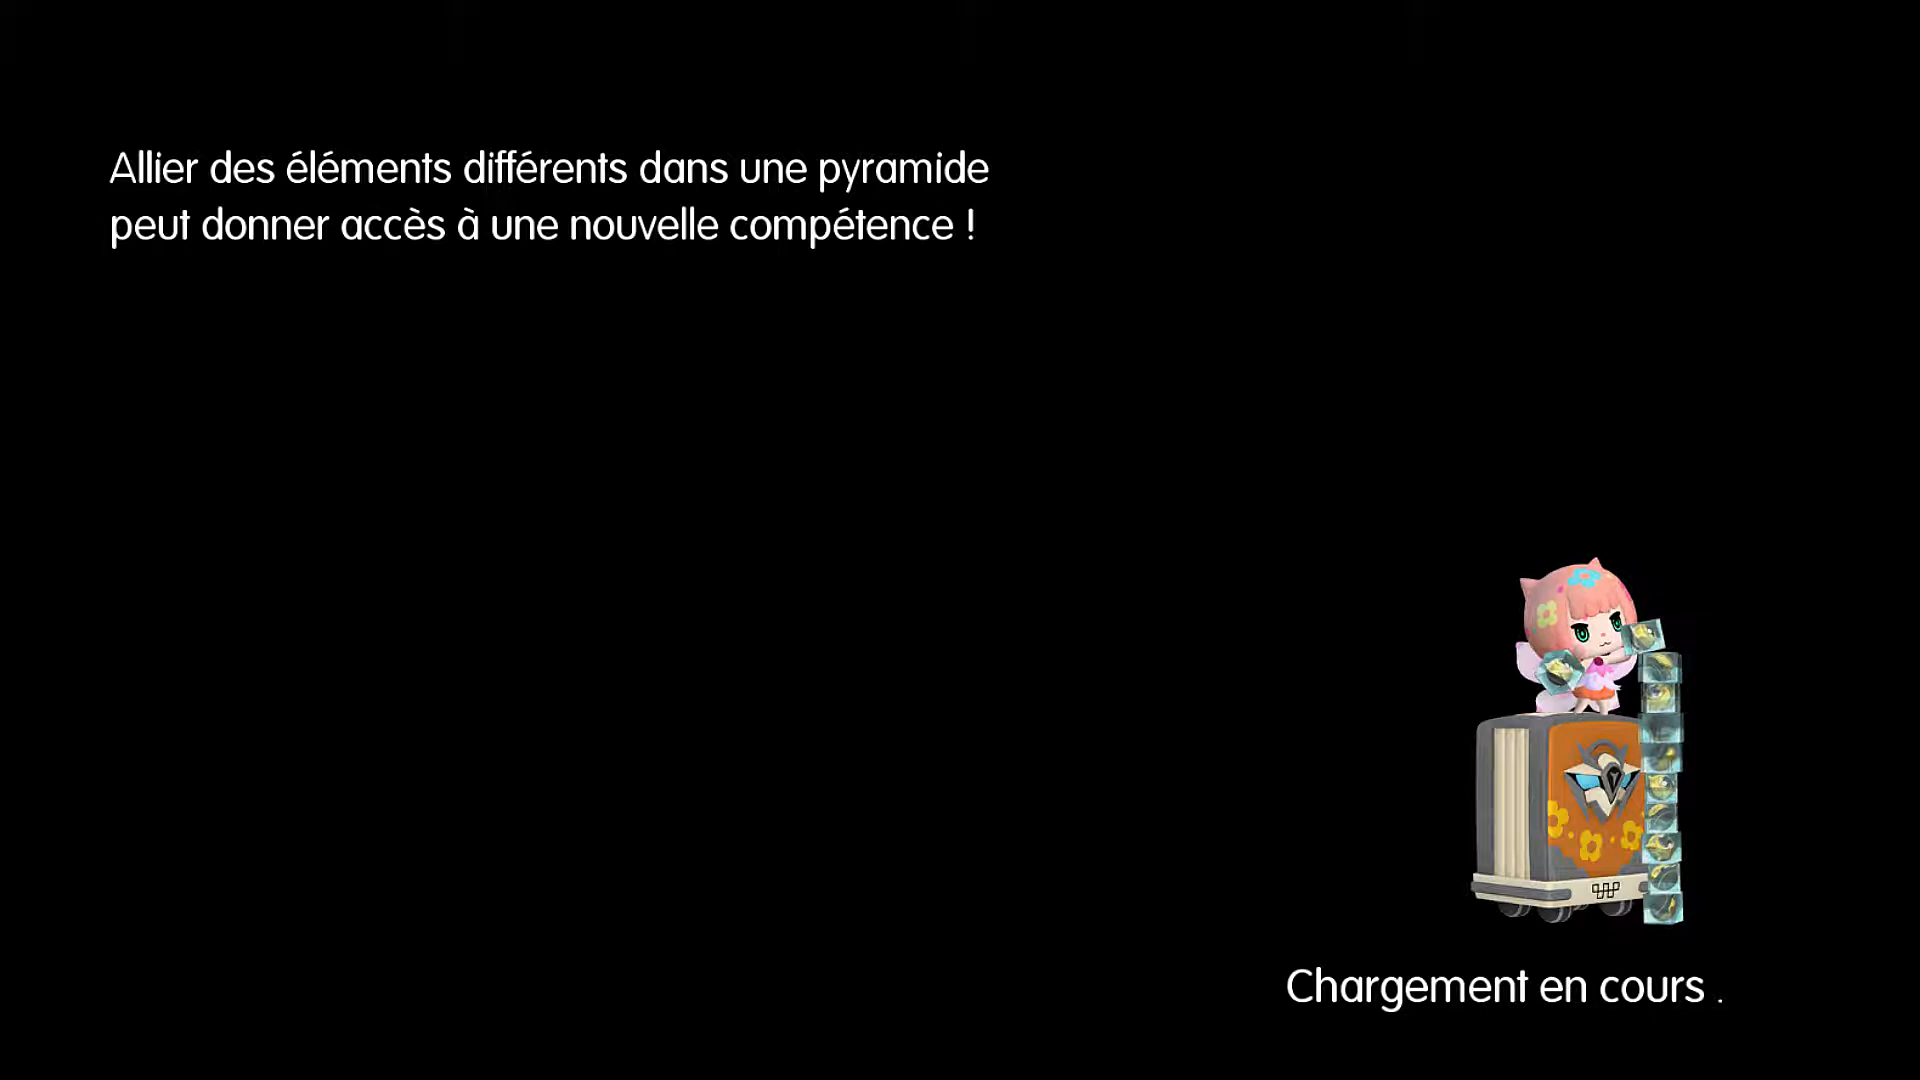 Allier des éléments différents dans une pyramide
peut donner accès à une nouvelle compétence !
Chargement en cours .